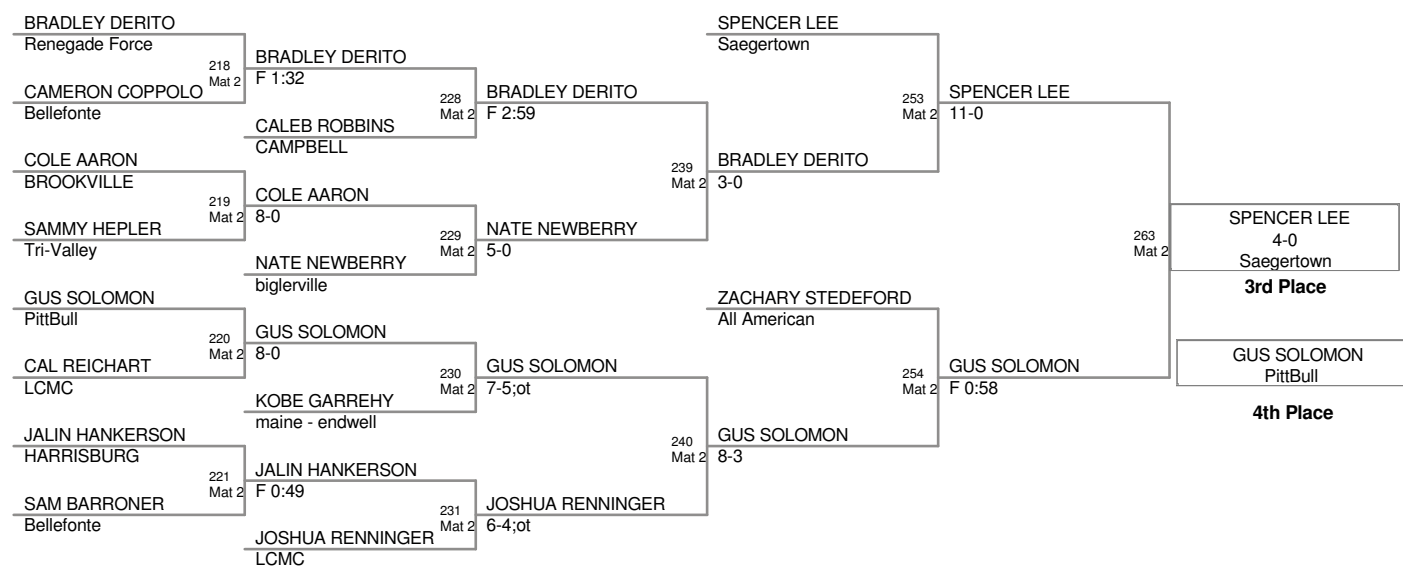 BRADLEY DERITO
Renegade Force
218
Mat 2
CAMERON COPPOLO
Bellefonte
COLE AARON
BROOKVILLE
219
Mat 2
SAMMY HEPLER
Tri-Valley
GUS SOLOMON
PittBull
220
Mat 2
CAL REICHART
LCMC
JALIN HANKERSON
HARRISBURG
221
Mat 2
SAM BARRONER
Bellefonte
BRADLEY DERITO
F 1:32
228
Mat 2
CALEB ROBBINS
CAMPBELL
COLE AARON
8-0
229
Mat 2
NATE NEWBERRY
biglerville
GUS SOLOMON
8-0
230
Mat 2
KOBE GARREHY
maine - endwell
JALIN HANKERSON
F 0:49
231
Mat 2
JOSHUA RENNINGER
LCMC
BRADLEY DERITO
F 2:59
239
Mat 2
NATE NEWBERRY
5-0
GUS SOLOMON
7-5;ot
240
Mat 2
JOSHUA RENNINGER
6-4;ot
SPENCER LEE
Saegertown
253
Mat 2
BRADLEY DERITO
3-0
ZACHARY STEDEFORD
All American
254
Mat 2
GUS SOLOMON
8-3
SPENCER LEE
11-0
263
Mat 2
GUS SOLOMON
F 0:58
SPENCER LEE
4-0
Saegertown
3rd Place
GUS SOLOMON
PittBull
4th Place